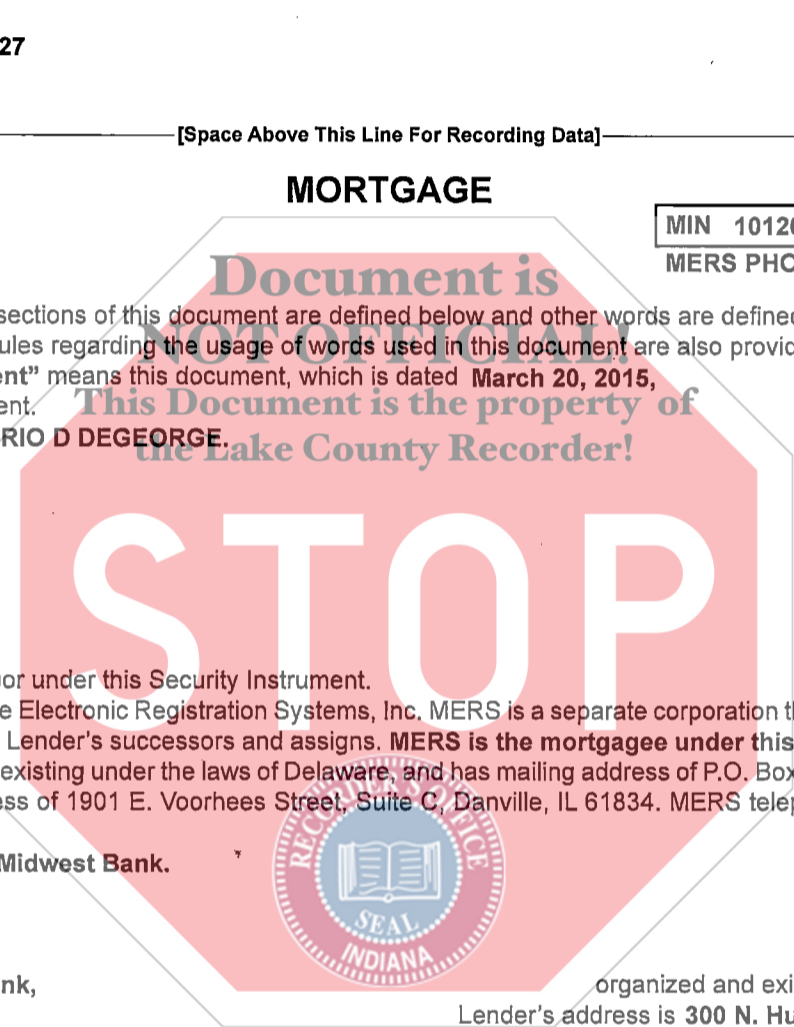 27
[Space Above This Line For Recording Data]
MORTGAGE
MIN 10120
MERS PHO
Document is
sections of this document are defined below and other words are defined
NOT OFFICIAL!
ules regarding the usage of words used in this document are also provid
ent” means this document, which is dated March 20, 2015,
This Document is the property of
ent.
RIO D DEGEORGE.
the Lake County Recorder!
STOP
or under this Security Instrument.
e Electronic Registration Systems, Inc. MERS is a separate corporation th
Lender's successors and assigns. MERS is the mortgagee under this
existing under the laws of Delaware, and has mailing address of P.O. Box
ess of 1901 E. Voorhees Street, Suite C, Danville, IL 61834. MERS telep
Midwest Bank.
RECORDER'S OFFICE
SEAL
INDIANA
nk,
organized and exi
Lender's address is 300 N. Hu